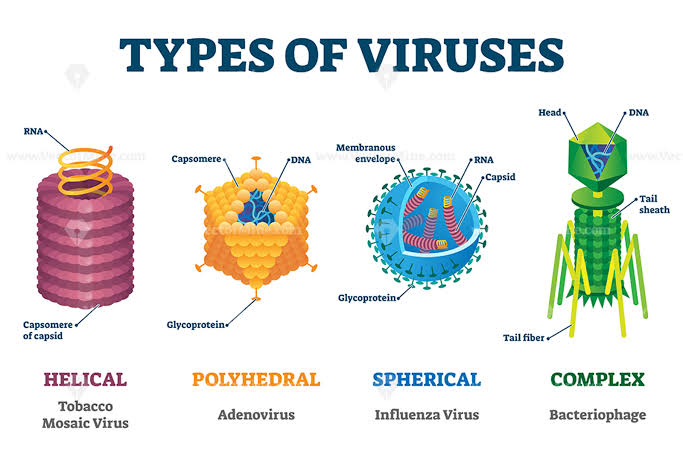 TYPES OF VIRUSES
RNA
Capsomere
of capsid
HELICAL
Tobacco
Mosaic Virus
Capsomere
DNA
Glycoprotein
POLYHEDRAL
Adenovirus
Membranous
envelope
RNA
Capsid
Glycoprotein
SPHERICAL
Influenza Virus
Head
DNA
Tail
sheath
Tail fiber
COMPLEX
Bacteriophage